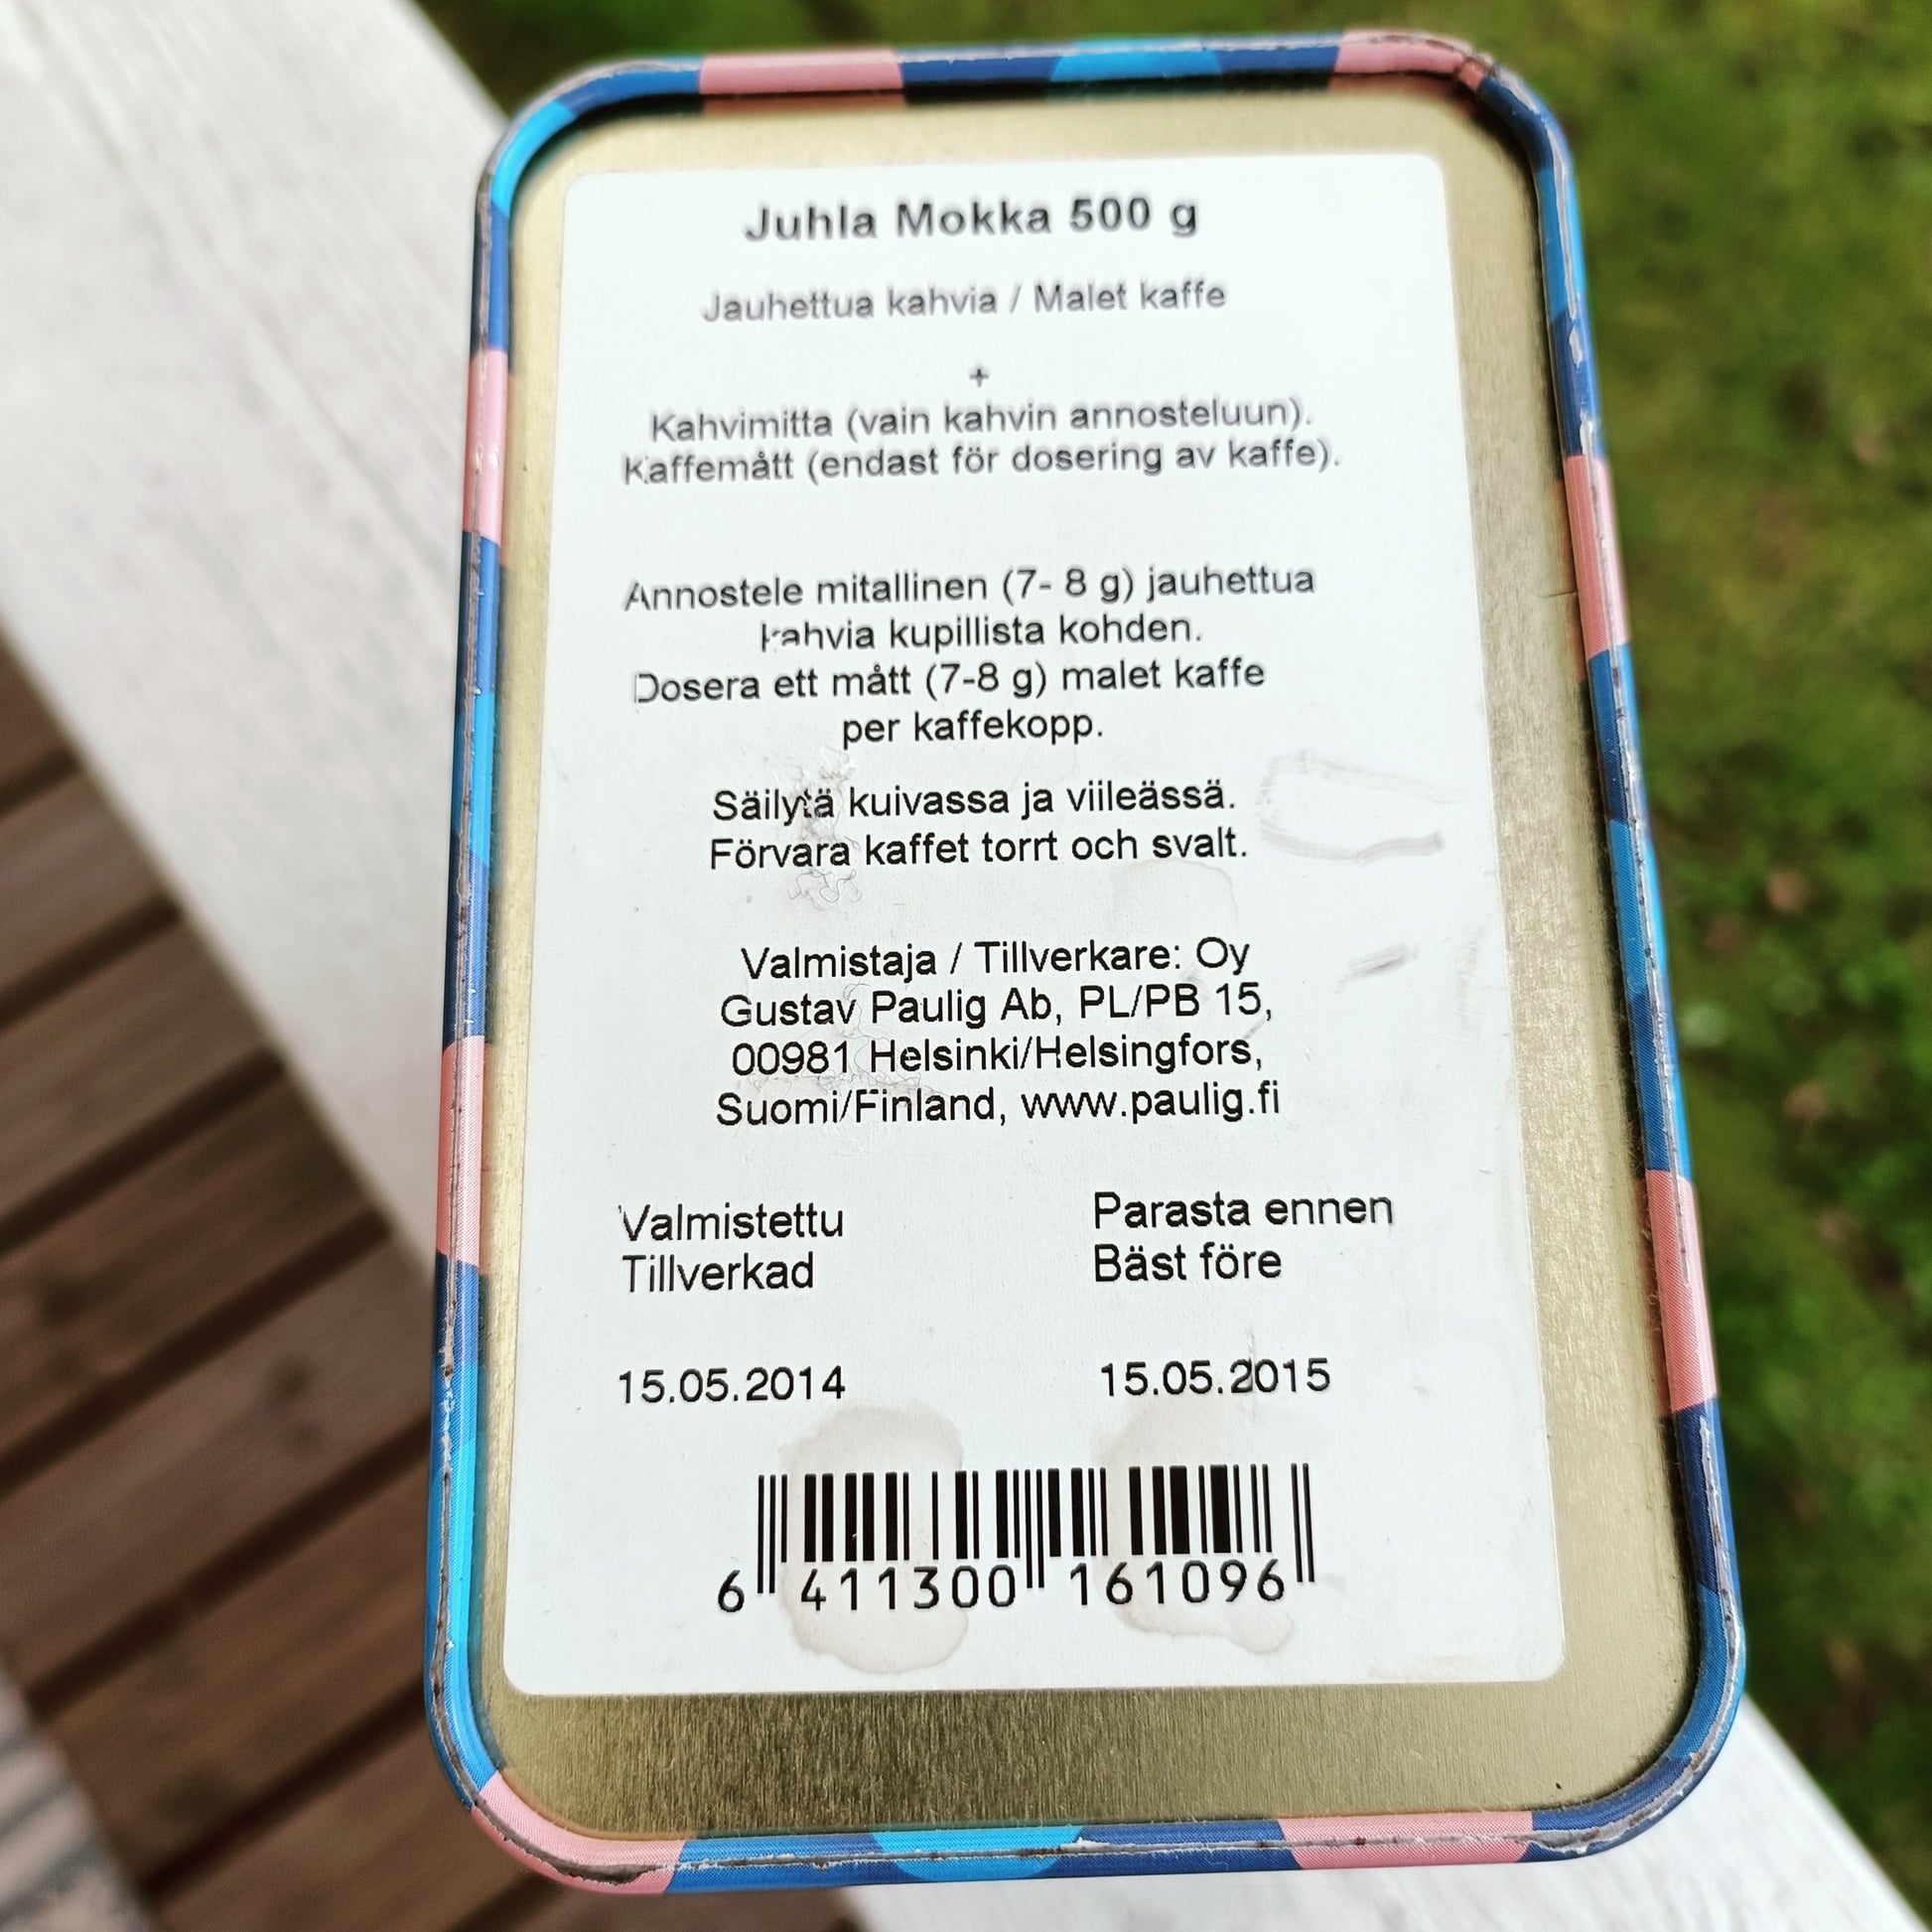 Juhla Mokka 500 g
Jauhettua kahvia / Malet kaffe
+
Kahvimitta (vain kahvin annosteluun).
Kaffemått (endast för dosering av kaffe).
Annostele mitallinen (7- 8 g) jauhettua
kahvia kupillista kohden.
Dosera ett mått (7-8 g) malet kaffe
per kaffekopp.
Säilytä kuivassa ja viileässä.
Förvara kaffet torrt och svalt.
Valmistaja / Tillverkare: Oy
Gustav Paulig Ab, PL/PB 15,
00981 Helsinki/Helsingfors,
Suomi/Finland, www.paulig.fi
Valmistettu Parasta ennen
Tillverkad Bäst före
15.05.2014 15.05.2015
6 411300 161096